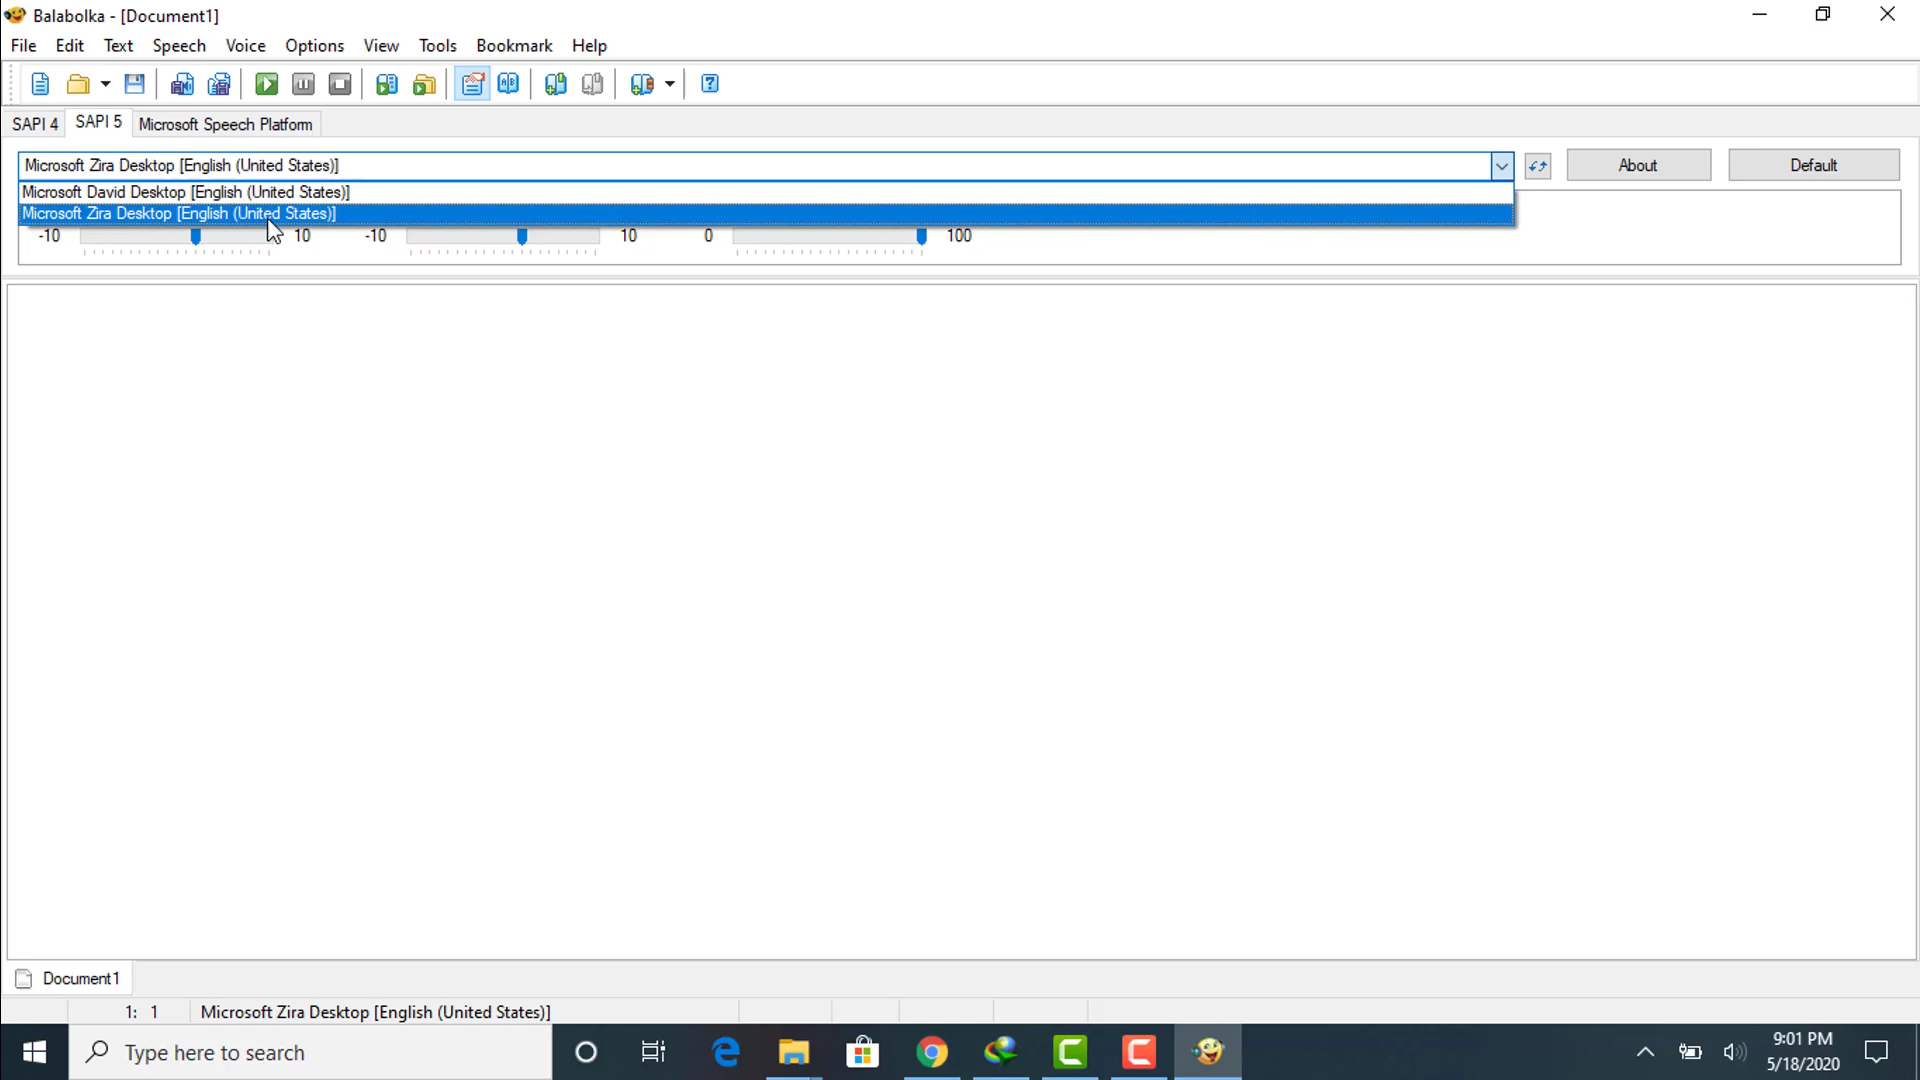 Balabolka - [Document1]
File Edit Text Speech Voice Options View Tools Bookmark Help
SAPI 4 SAPI 5 Microsoft Speech Platform
Microsoft Zira Desktop [English (United States)] About Default
Microsoft David Desktop [English (United States)]
Microsoft Zira Desktop [English (United States)]
-10 10 -10 10 0 100
Document1
1: 1 Microsoft Zira Desktop [English (United States)]
Type here to search
9:01 PM
5/18/2020